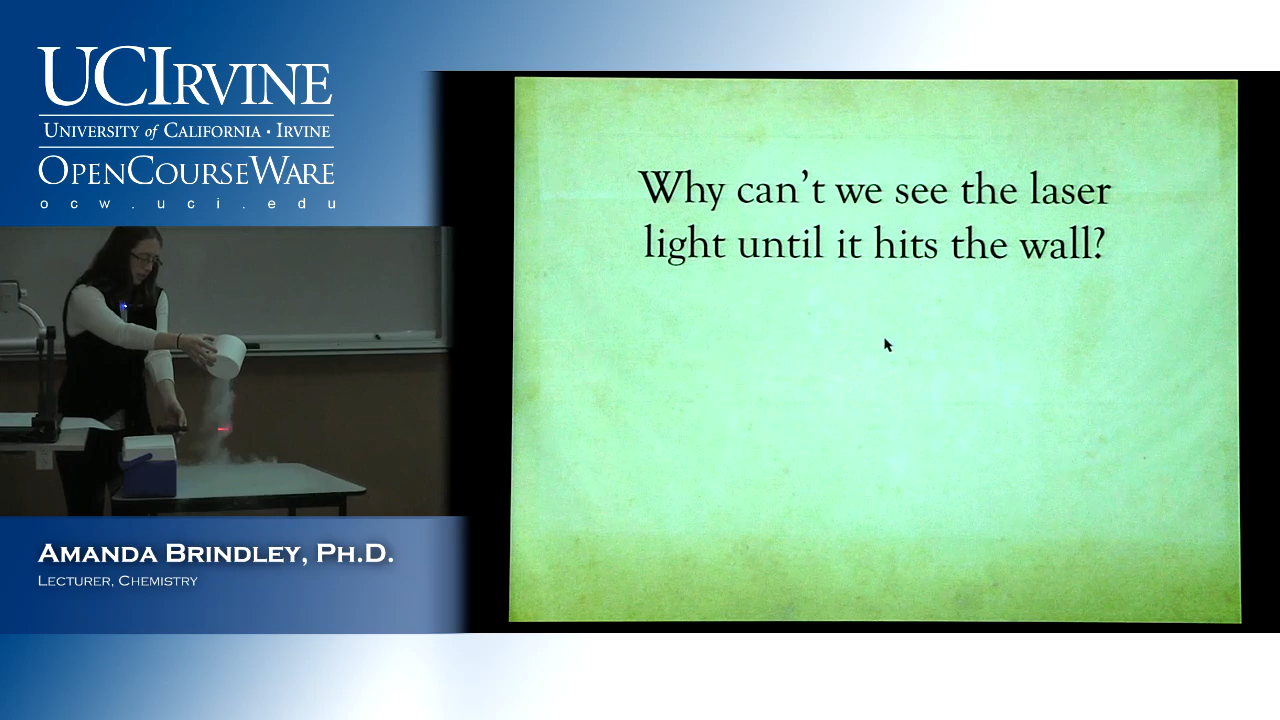 UCIRVINE
UNIVERSITY of CALIFORNIA · IRVINE
OPENCOURSEWARE
ocw.uci.edu
Why can't we see the laser
light until it hits the wall?
AMANDA BRINDLEY, PH.D.
LECTURER, CHEMISTRY